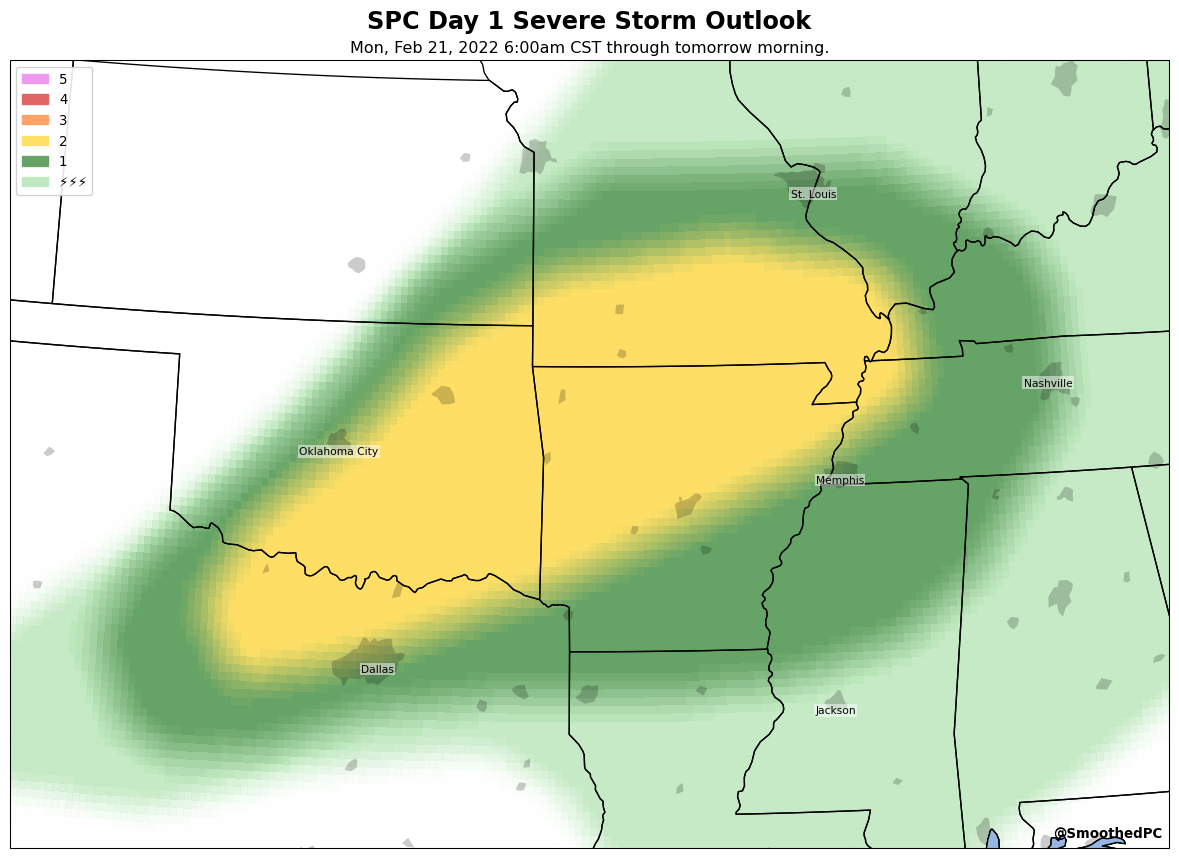 SPC Day 1 Severe Storm Outlook
Mon, Feb 21, 2022 6:00am CST through tomorrow morning.
5
4
3
2
1
⚡⚡⚡
St. Louis
Nashville
Oklahoma City
Memphis
Dallas
Jackson
@SmoothedPC